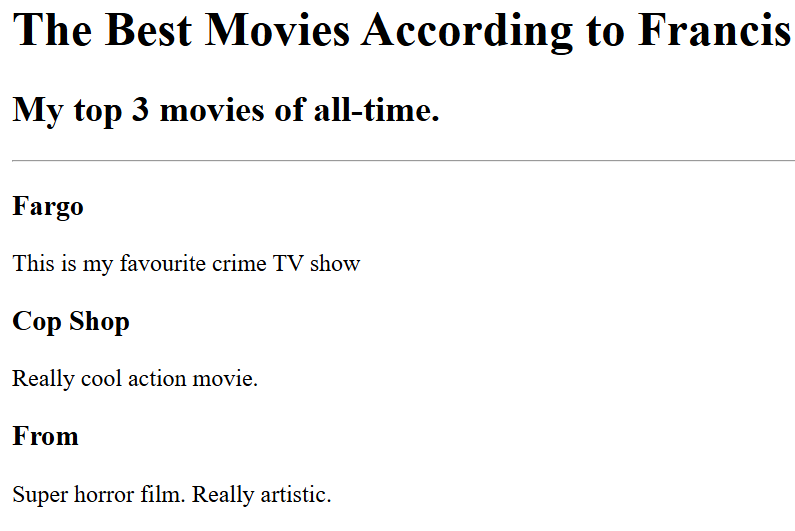 The Best Movies According to Francis
My top 3 movies of all-time.
Fargo
This is my favourite crime TV show
Cop Shop
Really cool action movie.
From
Super horror film. Really artistic.